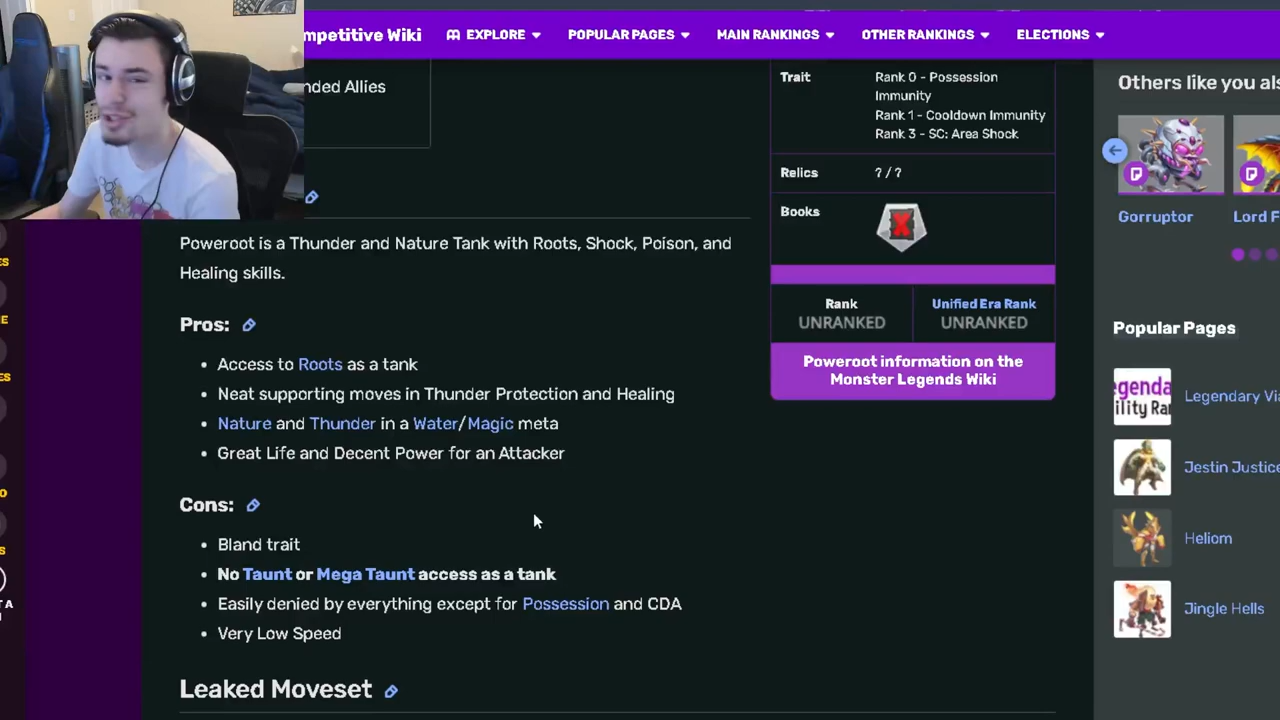 mpetitive Wiki
EXPLORE
POPULAR PAGES
MAIN RANKINGS
OTHER RANKINGS
ELECTIONS
nded Allies
Trait
Rank 0 - Possession
Immunity
Rank 1 - Cooldown Immunity
Rank 3 - SC: Area Shock
Relics
? / ?
Books
Rank
UNRANKED
Unified Era Rank
UNRANKED
Poweroot information on the
Monster Legends Wiki
Poweroot is a Thunder and Nature Tank with Roots, Shock, Poison, and
Healing skills.
Pros:
Access to Roots as a tank
Neat supporting moves in Thunder Protection and Healing
Nature and Thunder in a Water/Magic meta
Great Life and Decent Power for an Attacker
Cons:
Bland trait
No Taunt or Mega Taunt access as a tank
Easily denied by everything except for Possession and CDA
Very Low Speed
Leaked Moveset
Others like you als
Gorruptor
Lord F
Popular Pages
egenda
ility Ra
Legendary Via
Jestin Justice
Heliom
Jingle Hells